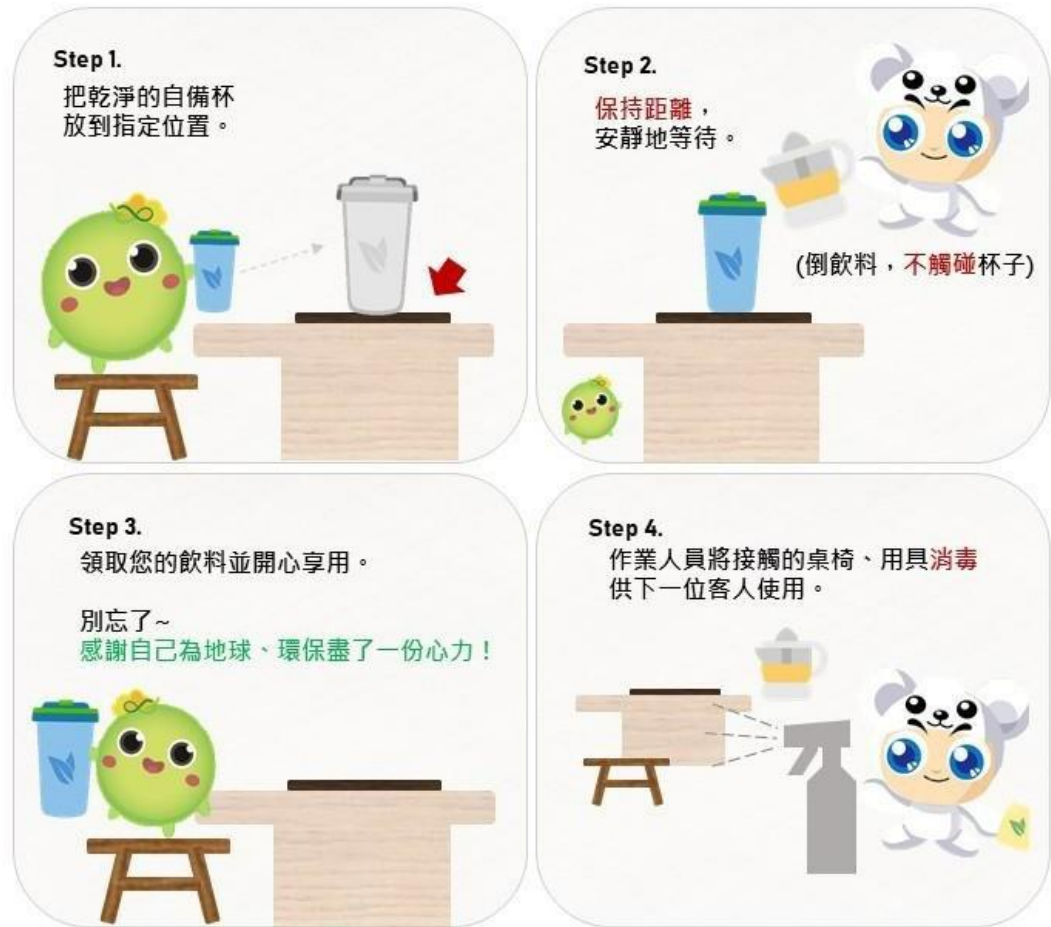 Step 1.
把乾淨的自備杯
放到指定位置。
Step 2.
保持距離，
安靜地等待。
(倒飲料，不觸碰杯子)
Step 3.
領取您的飲料並開心享用。
別忘了~
感謝自己為地球、環保盡了一份心力！
Step 4.
作業人員將接觸的桌椅、用具消毒
供下一位客人使用。